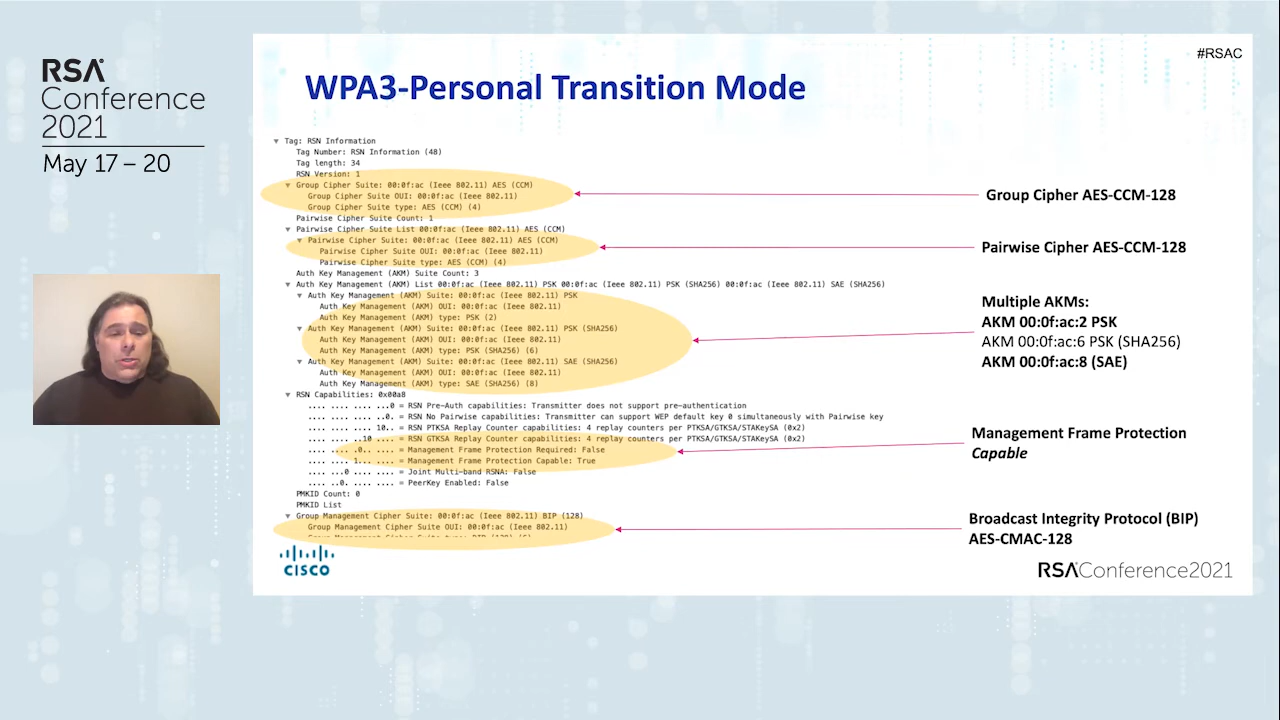 RSA
Conference
2021
May 17 – 20
#RSAC
WPA3-Personal Transition Mode
Tag: RSN Information
Tag Number: RSN Information (48)
Tag length: 34
RSN Version: 1
Group Cipher Suite: 00:0f:ac (Ieee 802.11) AES (CCM)
Group Cipher Suite OUI: 00:0f:ac (Ieee 802.11)
Group Cipher Suite type: AES (CCM) (4)
Pairwise Cipher Suite Count: 1
Pairwise Cipher Suite List 00:0f:ac (Ieee 802.11) AES (CCM)
Pairwise Cipher Suite: 00:0f:ac (Ieee 802.11) AES (CCM)
Pairwise Cipher Suite OUI: 00:0f:ac (Ieee 802.11)
Pairwise Cipher Suite type: AES (CCM) (4)
Auth Key Management (AKM) Suite Count: 3
Auth Key Management (AKM) List 00:0f:ac (Ieee 802.11) PSK 00:0f:ac (Ieee 802.11) PSK (SHA256) 00:0f:ac (Ieee 802.11) SAE (SHA256)
Auth Key Management (AKM) Suite: 00:0f:ac (Ieee 802.11) PSK
Auth Key Management (AKM) OUI: 00:0f:ac (Ieee 802.11)
Auth Key Management (AKM) type: PSK (2)
Auth Key Management (AKM) Suite: 00:0f:ac (Ieee 802.11) PSK (SHA256)
Auth Key Management (AKM) OUI: 00:0f:ac (Ieee 802.11)
Auth Key Management (AKM) type: PSK (SHA256) (6)
Auth Key Management (AKM) Suite: 00:0f:ac (Ieee 802.11) SAE (SHA256)
Auth Key Management (AKM) OUI: 00:0f:ac (Ieee 802.11)
Auth Key Management (AKM) type: SAE (SHA256) (8)
RSN Capabilities: 0x00a8
.... .... .... ...0 = RSN Pre-Auth capabilities: Transmitter does not support pre-authentication
.... .... .... ..0. = RSN No Pairwise capabilities: Transmitter can support WEP default key 0 simultaneously with Pairwise key
.... .... .... 10.. = RSN PTKSA Replay Counter capabilities: 4 replay counters per PTKSA/GTKSA/STAKeySA (0x2)
.... .... ..10 .... = RSN GTKSA Replay Counter capabilities: 4 replay counters per PTKSA/GTKSA/STAKeySA (0x2)
.... .... .0.. .... = Management Frame Protection Required: False
.... .... 1... .... = Management Frame Protection Capable: True
.... ...0 .... .... = Joint Multi-band RSNA: False
.... ..0. .... .... = PeerKey Enabled: False
PMKID Count: 0
PMKID List
Group Management Cipher Suite: 00:0f:ac (Ieee 802.11) BIP (128)
Group Management Cipher Suite OUI: 00:0f:ac (Ieee 802.11)
Group Management Cipher Suite type: BIP (128) (6)
Group Cipher AES-CCM-128
Pairwise Cipher AES-CCM-128
Multiple AKMs:
AKM 00:0f:ac:2 PSK
AKM 00:0f:ac:6 PSK (SHA256)
AKM 00:0f:ac:8 (SAE)
Management Frame Protection
Capable
Broadcast Integrity Protocol (BIP)
AES-CMAC-128
CISCO
RSAConference2021